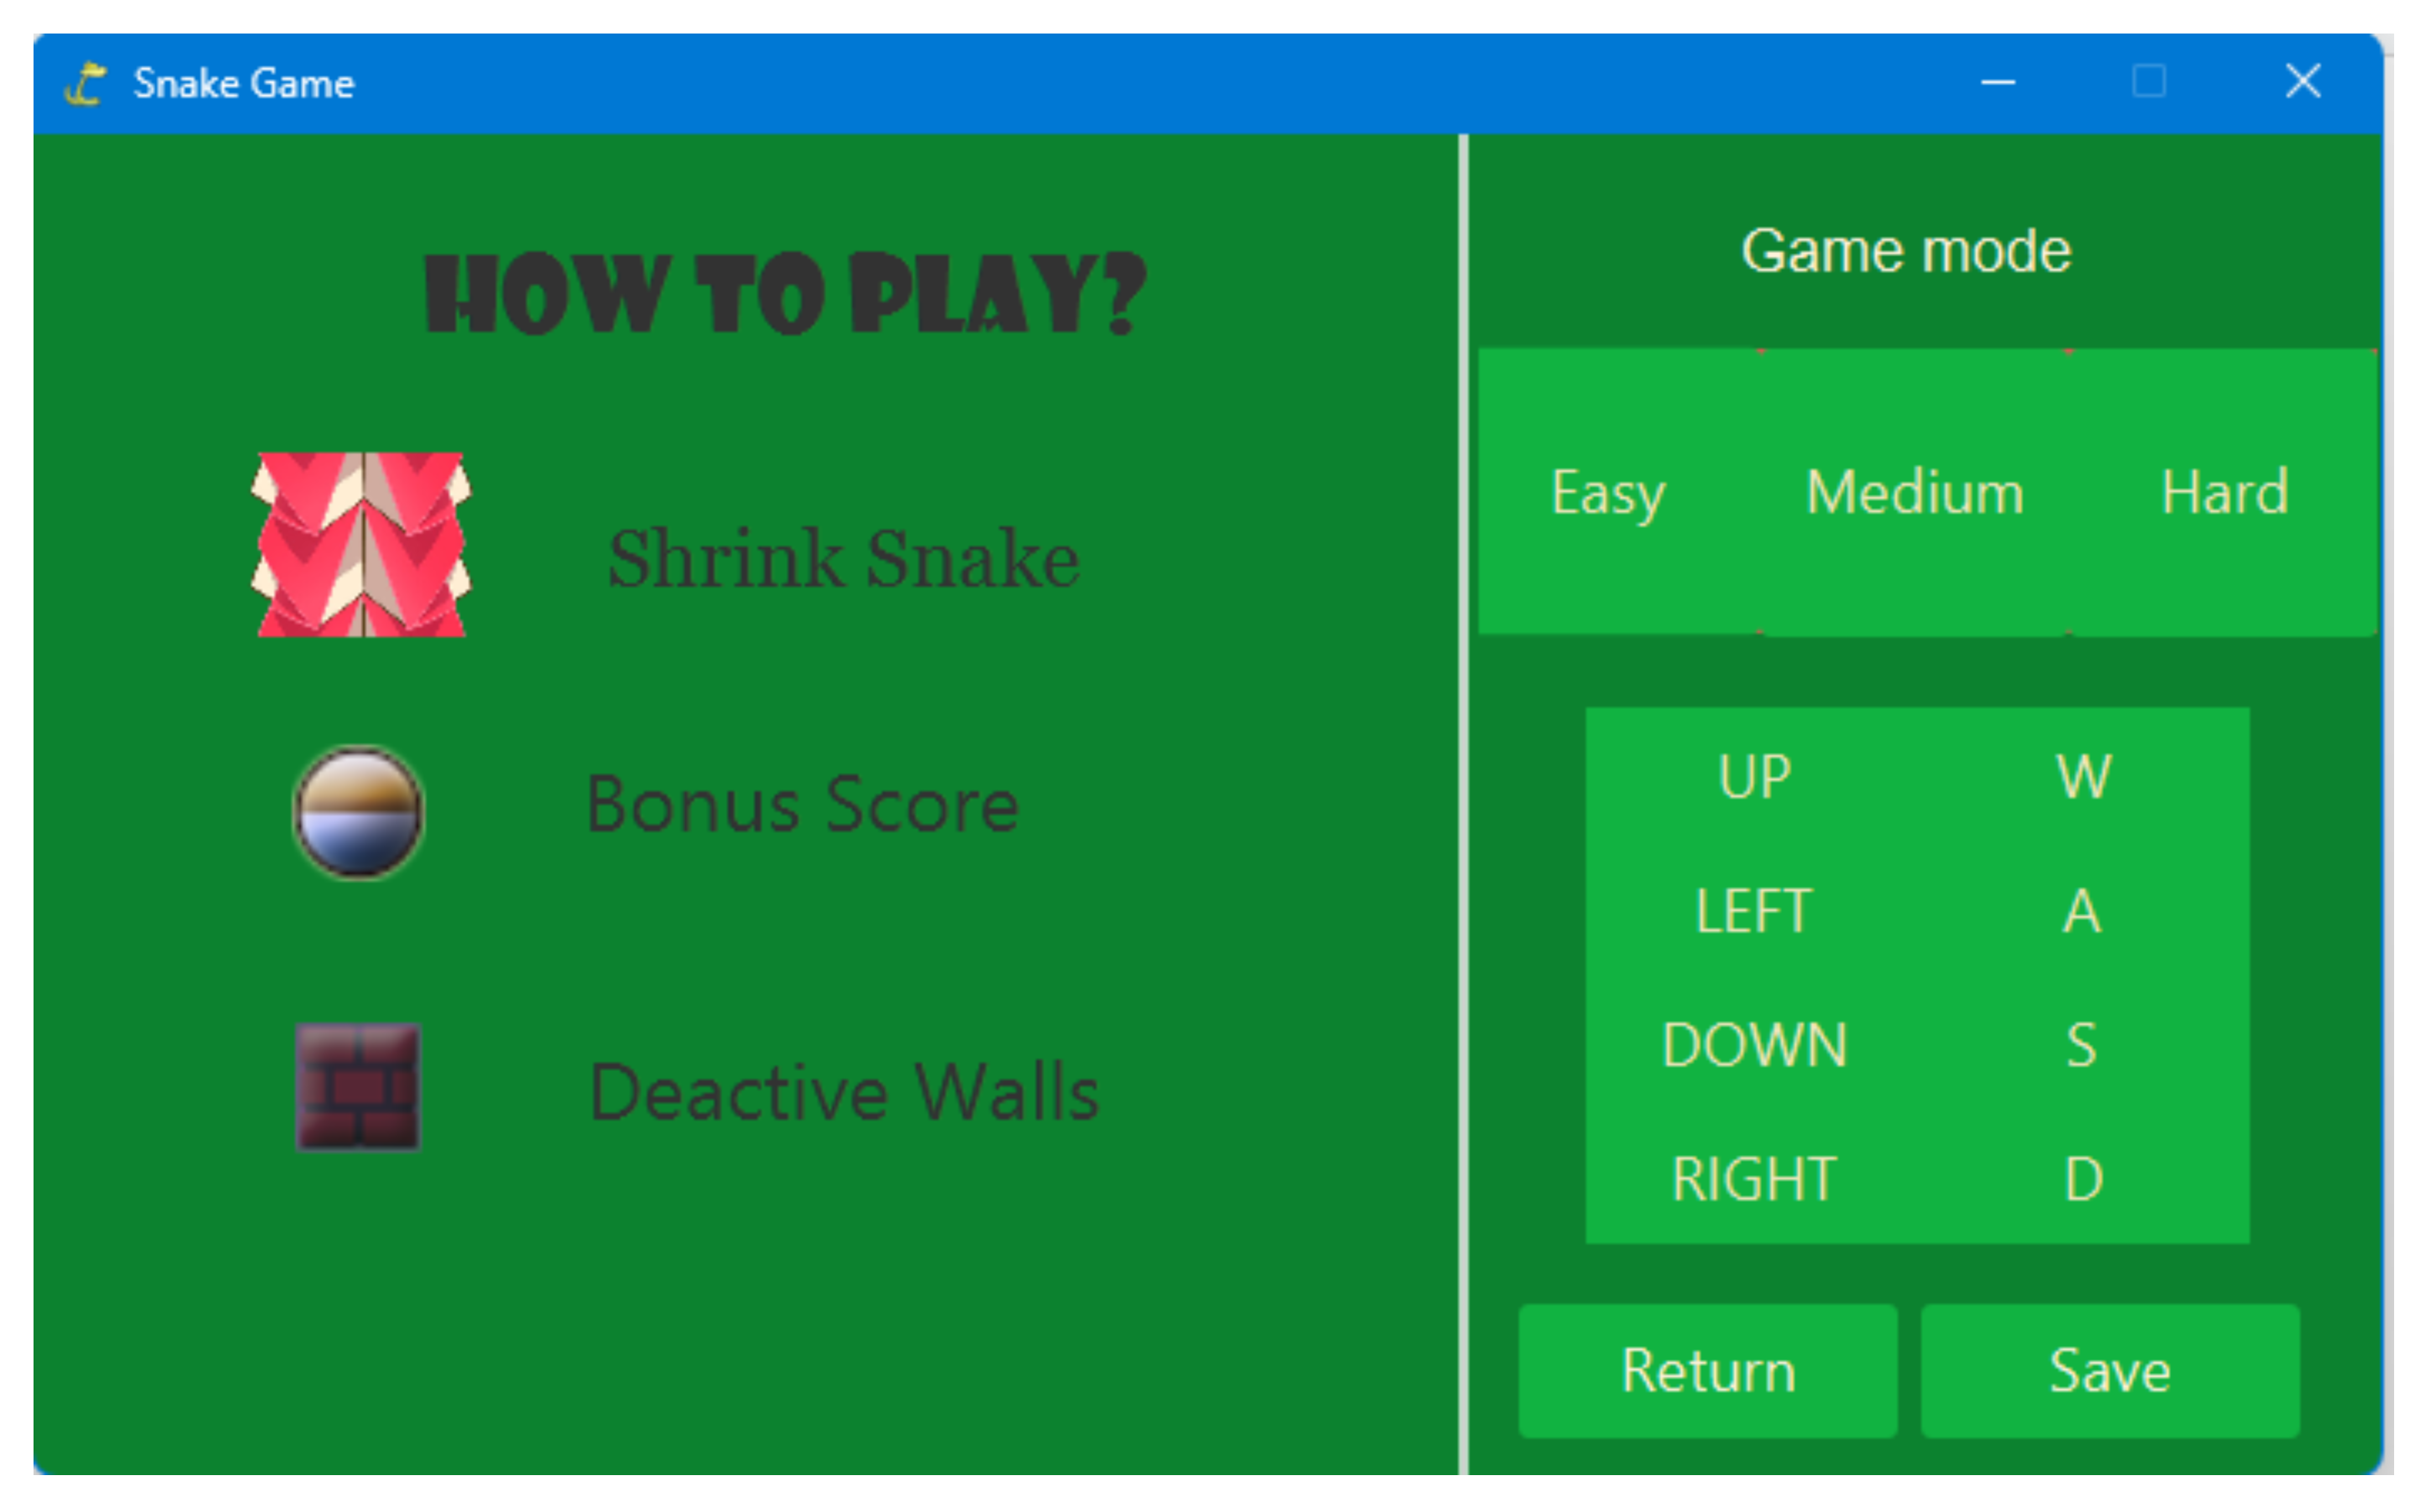 Snake Game
HOW TO PLAY?
Shrink Snake
Bonus Score
Deactive Walls
Game mode
Easy Medium Hard
UP W
LEFT A
DOWN S
RIGHT D
Return Save